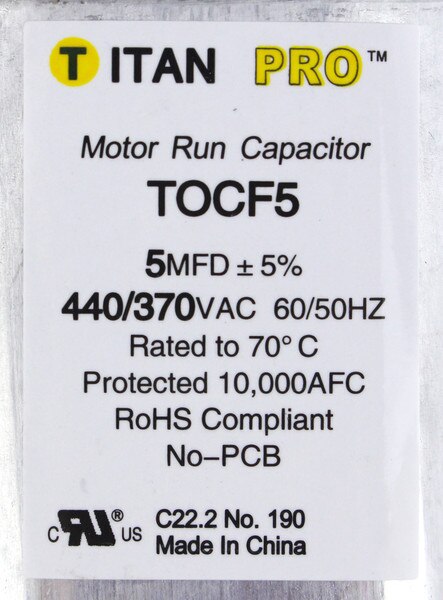 TITAN PRO™
Motor Run Capacitor
TOCF5
5MFD ± 5%
440/370VAC 60/50HZ
Rated to 70° C
Protected 10,000AFC
RoHS Compliant
No–PCB
C RU® US C22.2 No. 190
Made In China